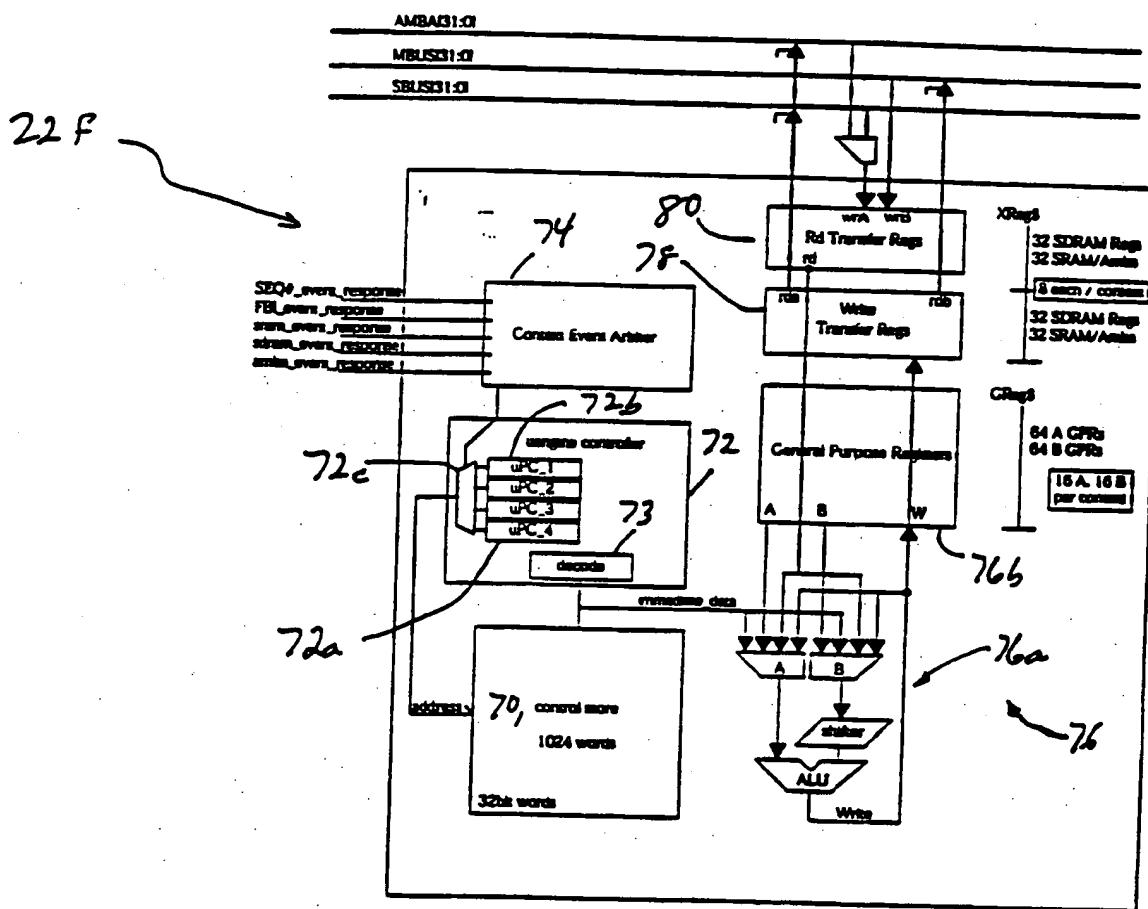 AMBA[31:0]
MBUS[31:0]
SBUS[31:0]
22F
80
wrA wrB
Rd Transfer Regs
rd
XRegs
32 SDRAM Regs
32 SRAM/Amba
8 each / context
32 SDRAM Regs
32 SRAM/Amba
78
rda
rdb
Write
Transfer Regs
74
SEQ#_event_response
FBI_event_response
sram_event_response
sdram_event_response
amba_event_response
Context Event Arbiter
72b
uengine controller
72
72c
uPC_1
uPC_2
uPC_3
uPC_4
73
decode
72a
General Purpose Registers
A
B
W
GRegs
64 A GPRs
64 B GPRs
16 A, 16 B
per context
76b
immediate_data
A
B
76a
76
shifter
ALU
Write
address
70,
control store
1024 words
32bit words